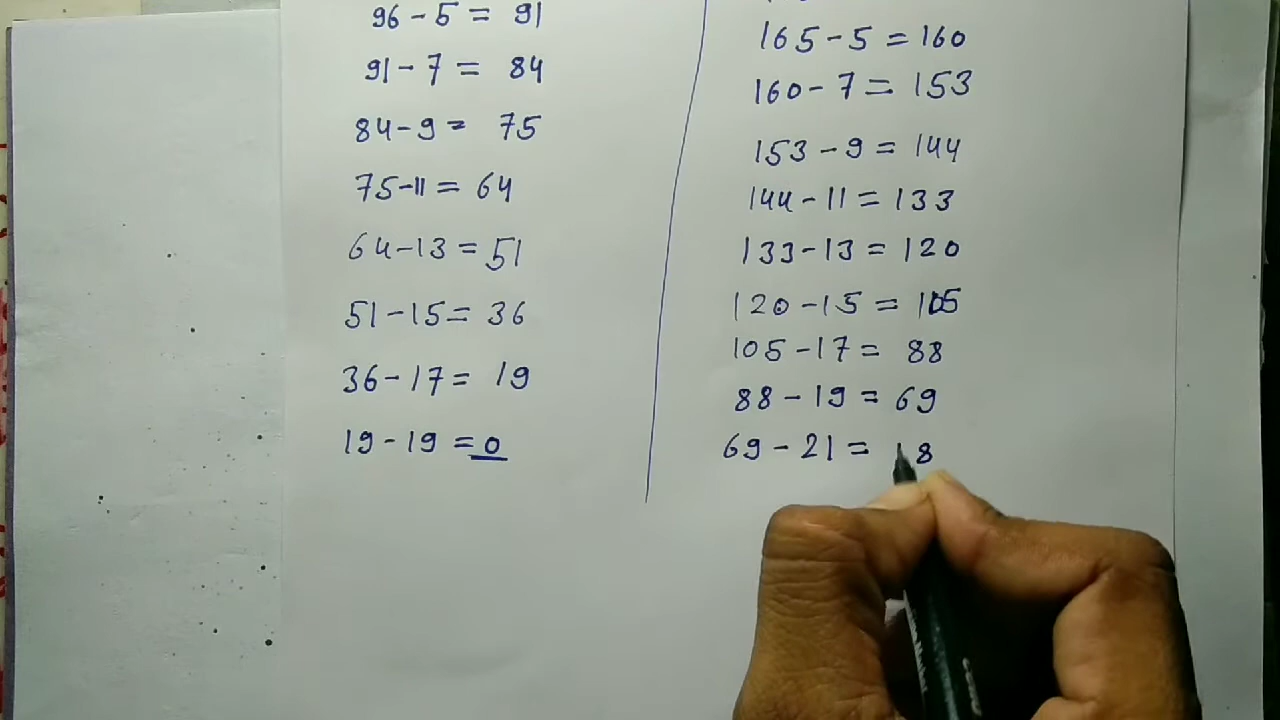 96 - 5 = 91
91 - 7 = 84
84 - 9 = 75
75 - 11 = 64
64 - 13 = 51
51 - 15 = 36
36 - 17 = 19
19 - 19 = 0
165 - 5 = 160
160 - 7 = 153
153 - 9 = 144
144 - 11 = 133
133 - 13 = 120
120 - 15 = 105
105 - 17 = 88
88 - 19 = 69
69 - 21 = 8